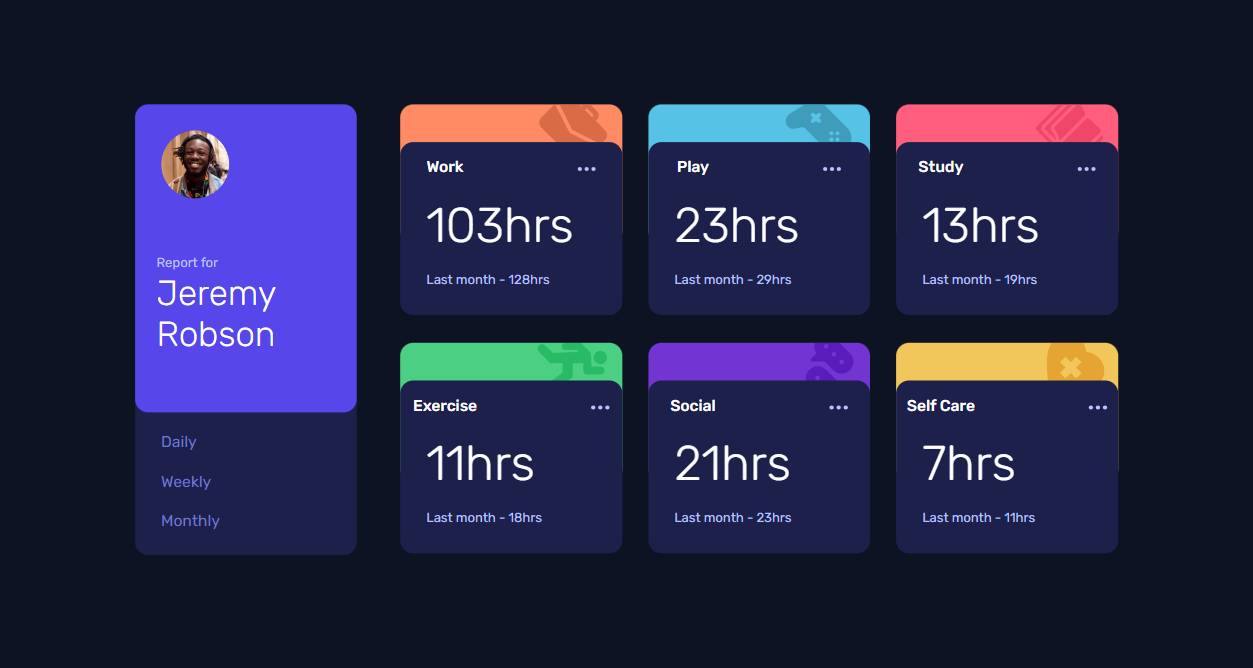 Report for
Jeremy
Robson
Daily
Weekly
Monthly
Work
103hrs
Last month - 128hrs
Play
23hrs
Last month - 29hrs
Study
13hrs
Last month - 19hrs
Exercise
11hrs
Last month - 18hrs
Social
21hrs
Last month - 23hrs
Self Care
7hrs
Last month - 11hrs